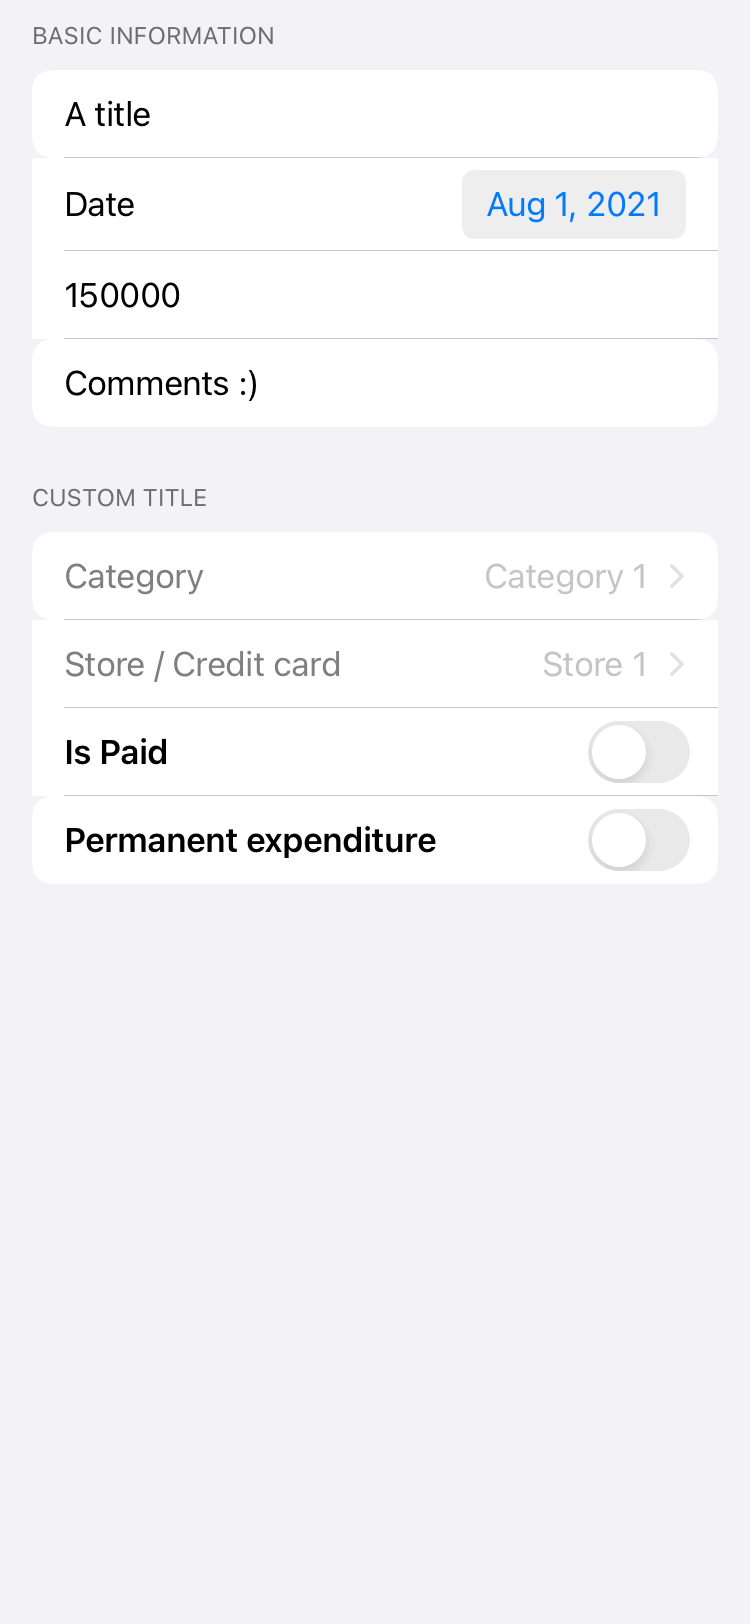 BASIC INFORMATION
A title
Date Aug 1, 2021
150000
Comments :)
CUSTOM TITLE
Category Category 1
Store / Credit card Store 1
Is Paid
Permanent expenditure